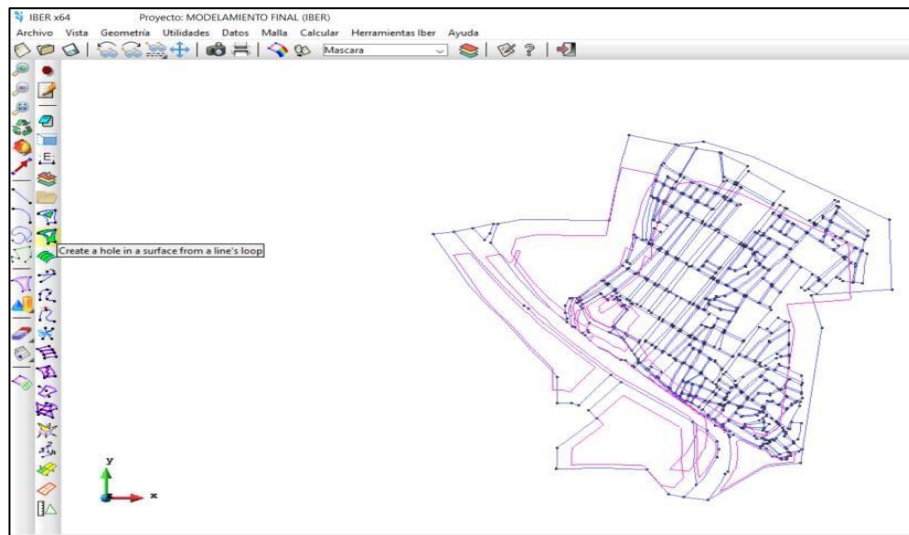 IBER x64 Proyecto: MODELAMIENTO FINAL (IBER)
Archivo Vista Geometría Utilidades Datos Malla Calcular Herramientas Iber Ayuda
Mascara
E
Create a hole in a surface from a line's loop
y
x